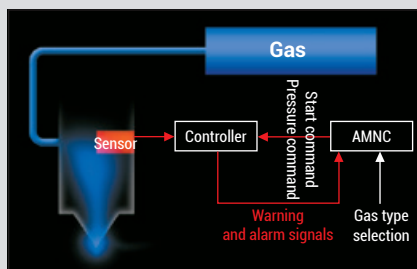 Gas
Sensor
Controller
Start command
Pressure command
AMNC
Warning
and alarm signals
Gas type
selection